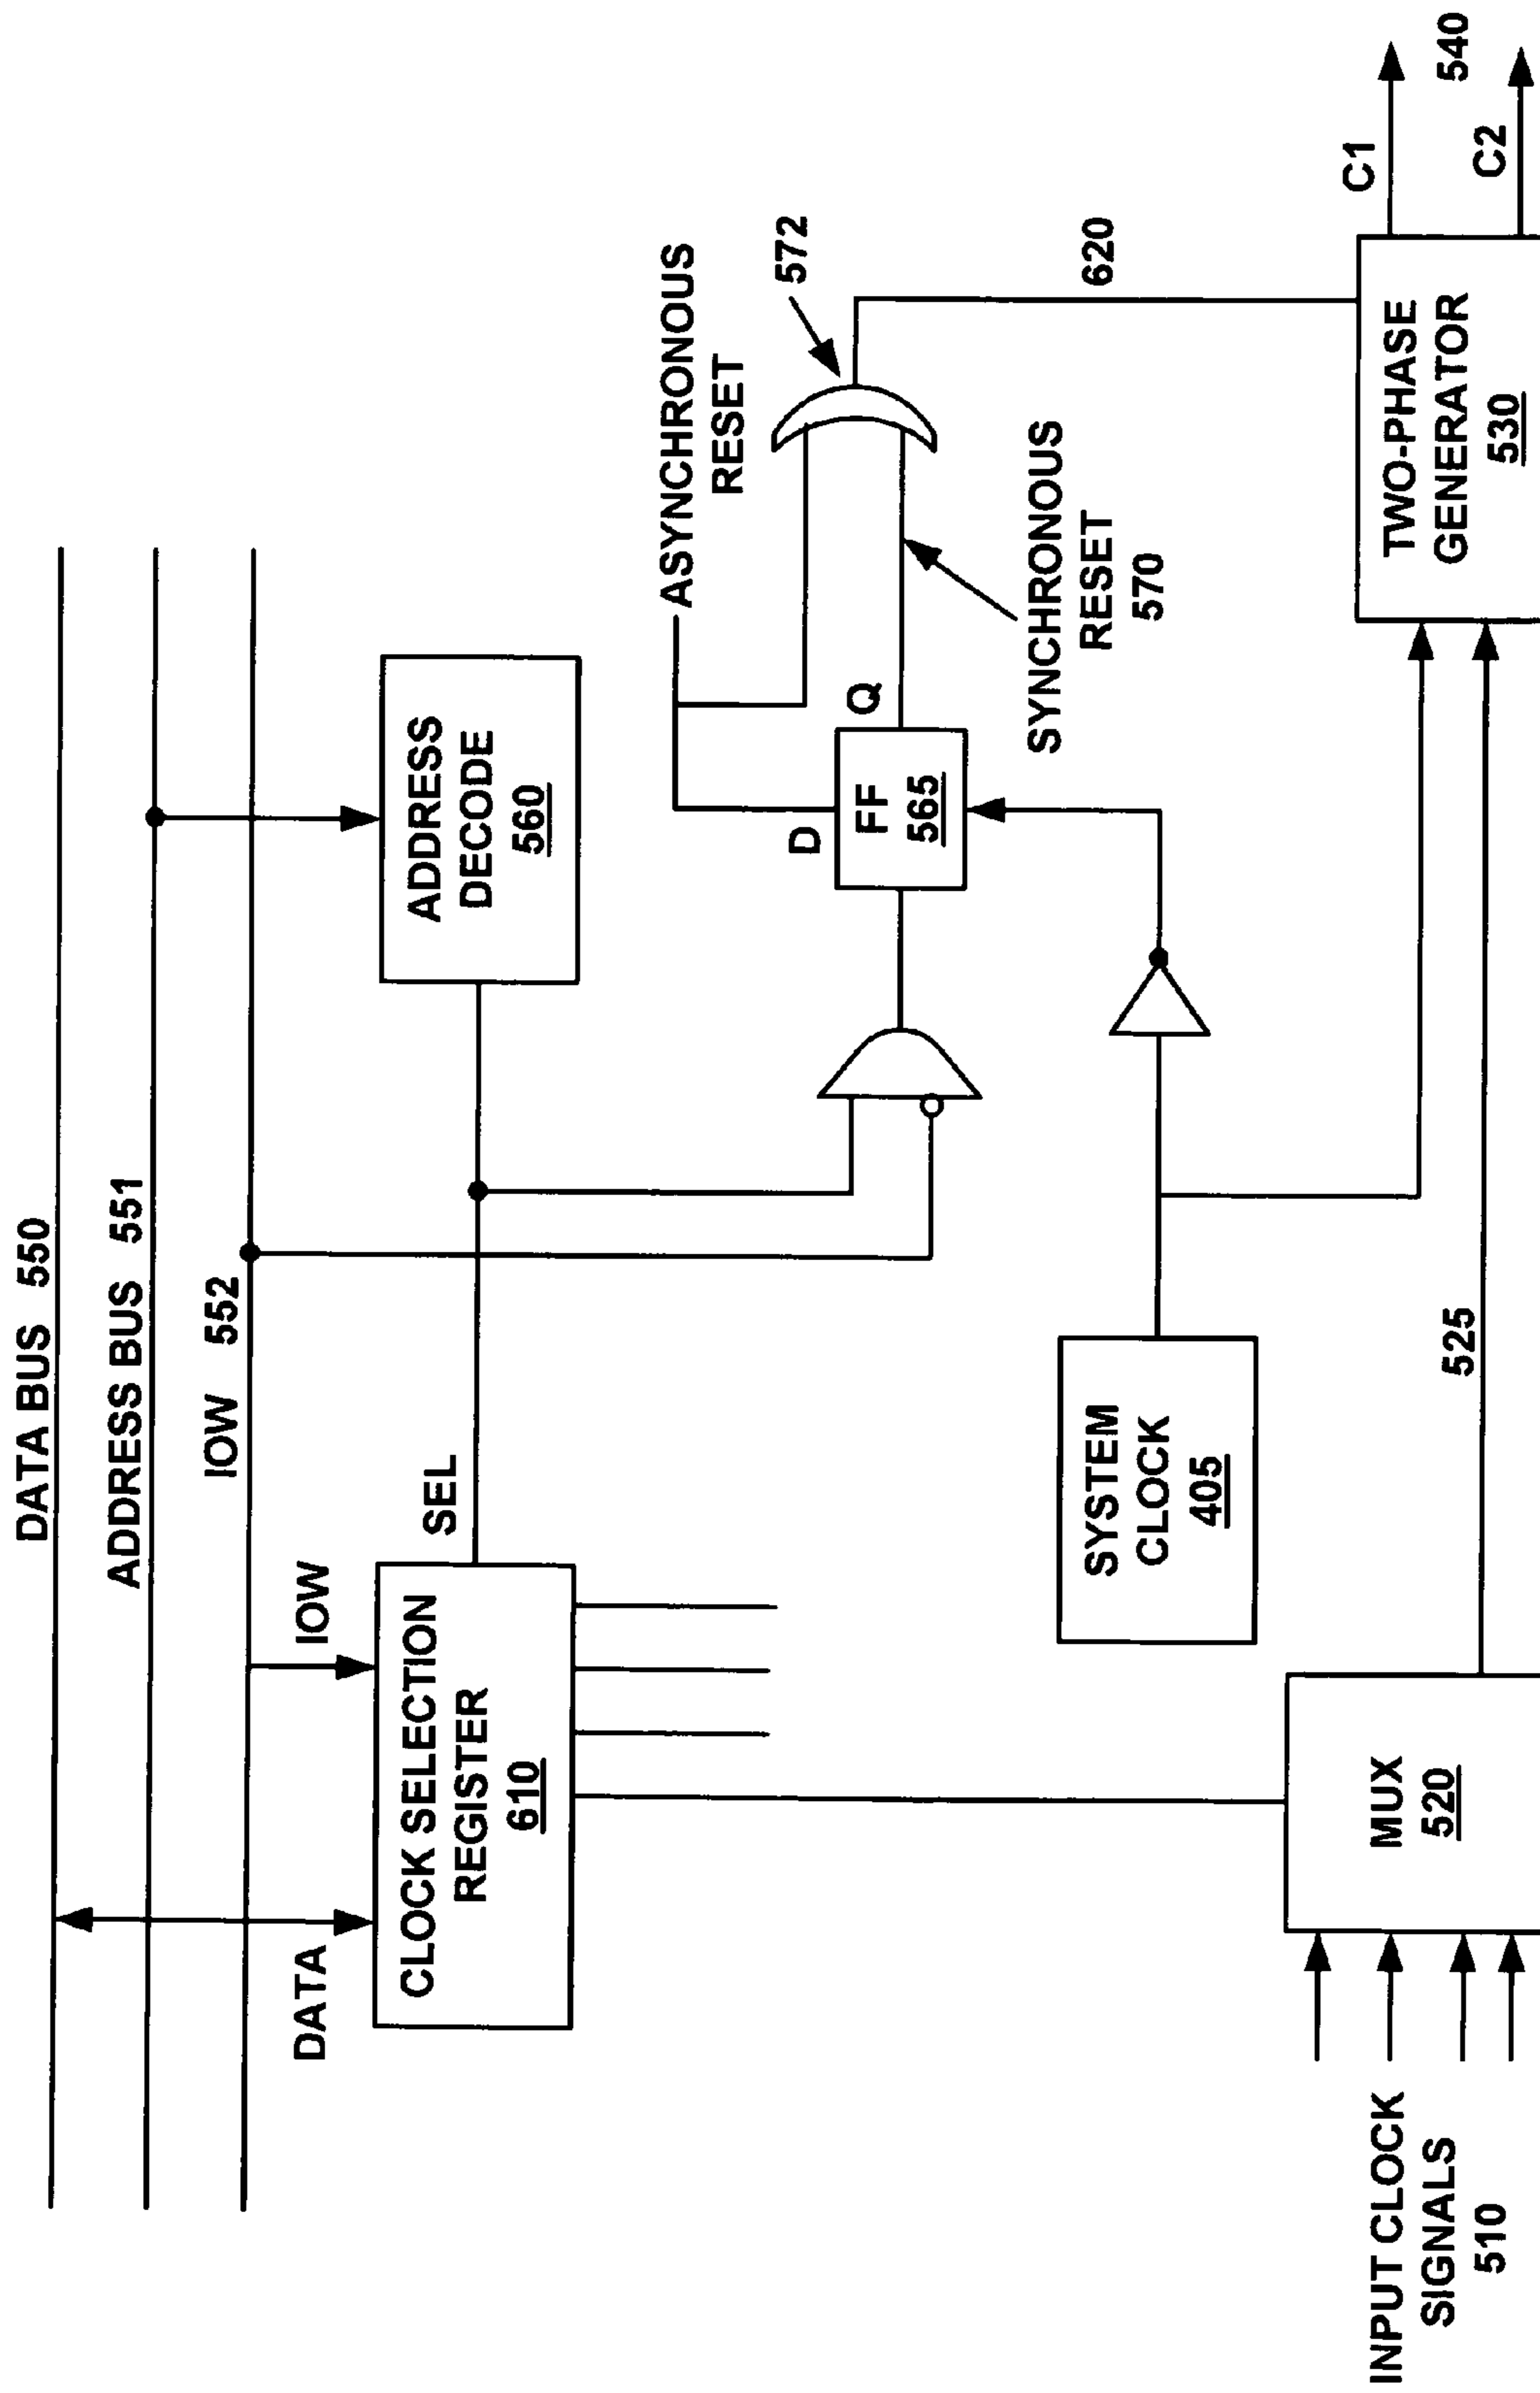 DATA BUS 550
ADDRESS BUS 551
IOW 552
DATA
IOW
CLOCK SELECTION
REGISTER
610
SEL
ADDRESS
DECODE
560
ASYNCHRONOUS
RESET
572
D
FF
565
Q
SYNCHRONOUS
RESET
570
620
SYSTEM
CLOCK
405
INPUT CLOCK
SIGNALS
510
MUX
520
525
TWO-PHASE
GENERATOR
530
C1
540
C2